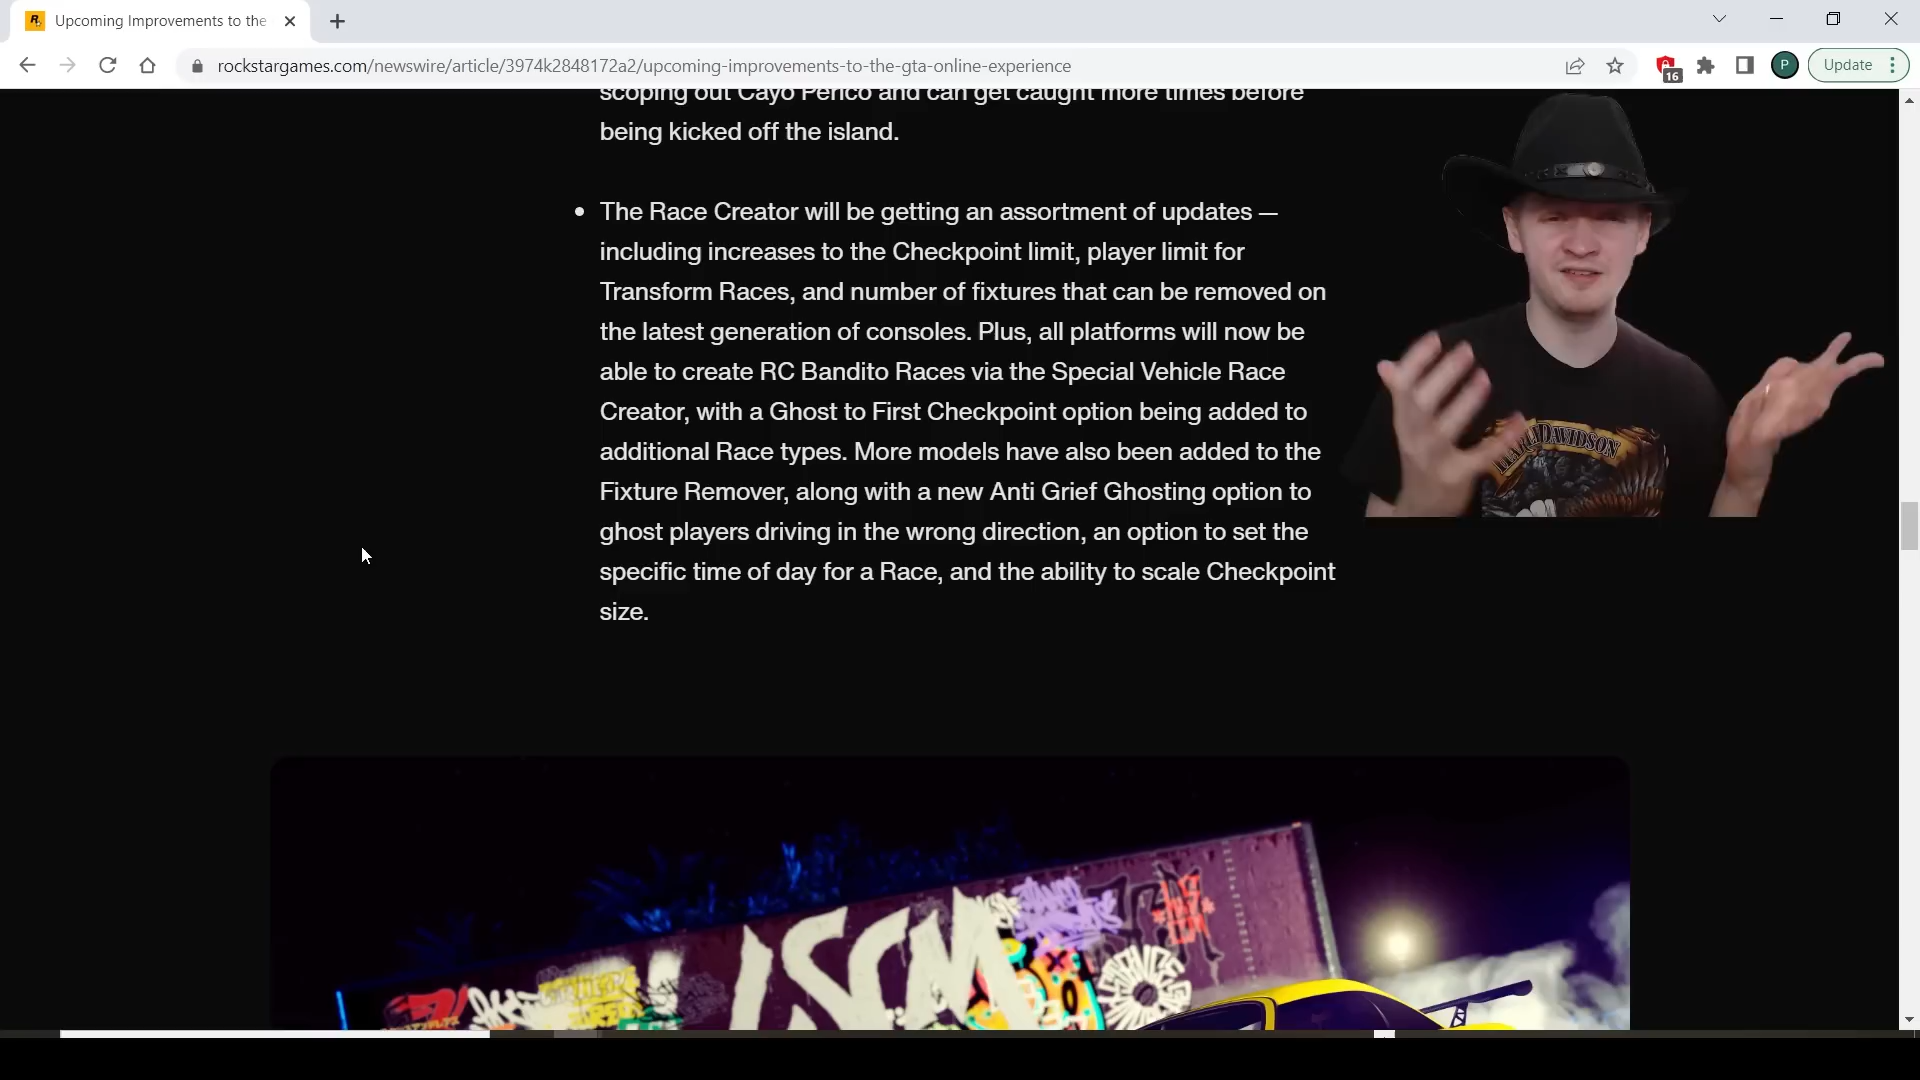 Upcoming Improvements to the
rockstargames.com/newswire/article/3974k2848172a2/upcoming-improvements-to-the-gta-online-experience
16
P
Update
scoping out Cayo Perico and can get caught more times before
being kicked off the island.
• The Race Creator will be getting an assortment of updates —
including increases to the Checkpoint limit, player limit for
Transform Races, and number of fixtures that can be removed on
the latest generation of consoles. Plus, all platforms will now be
able to create RC Bandito Races via the Special Vehicle Race
Creator, with a Ghost to First Checkpoint option being added to
additional Race types. More models have also been added to the
Fixture Remover, along with a new Anti Grief Ghosting option to
ghost players driving in the wrong direction, an option to set the
specific time of day for a Race, and the ability to scale Checkpoint
size.
DAVIDSON
LSCM